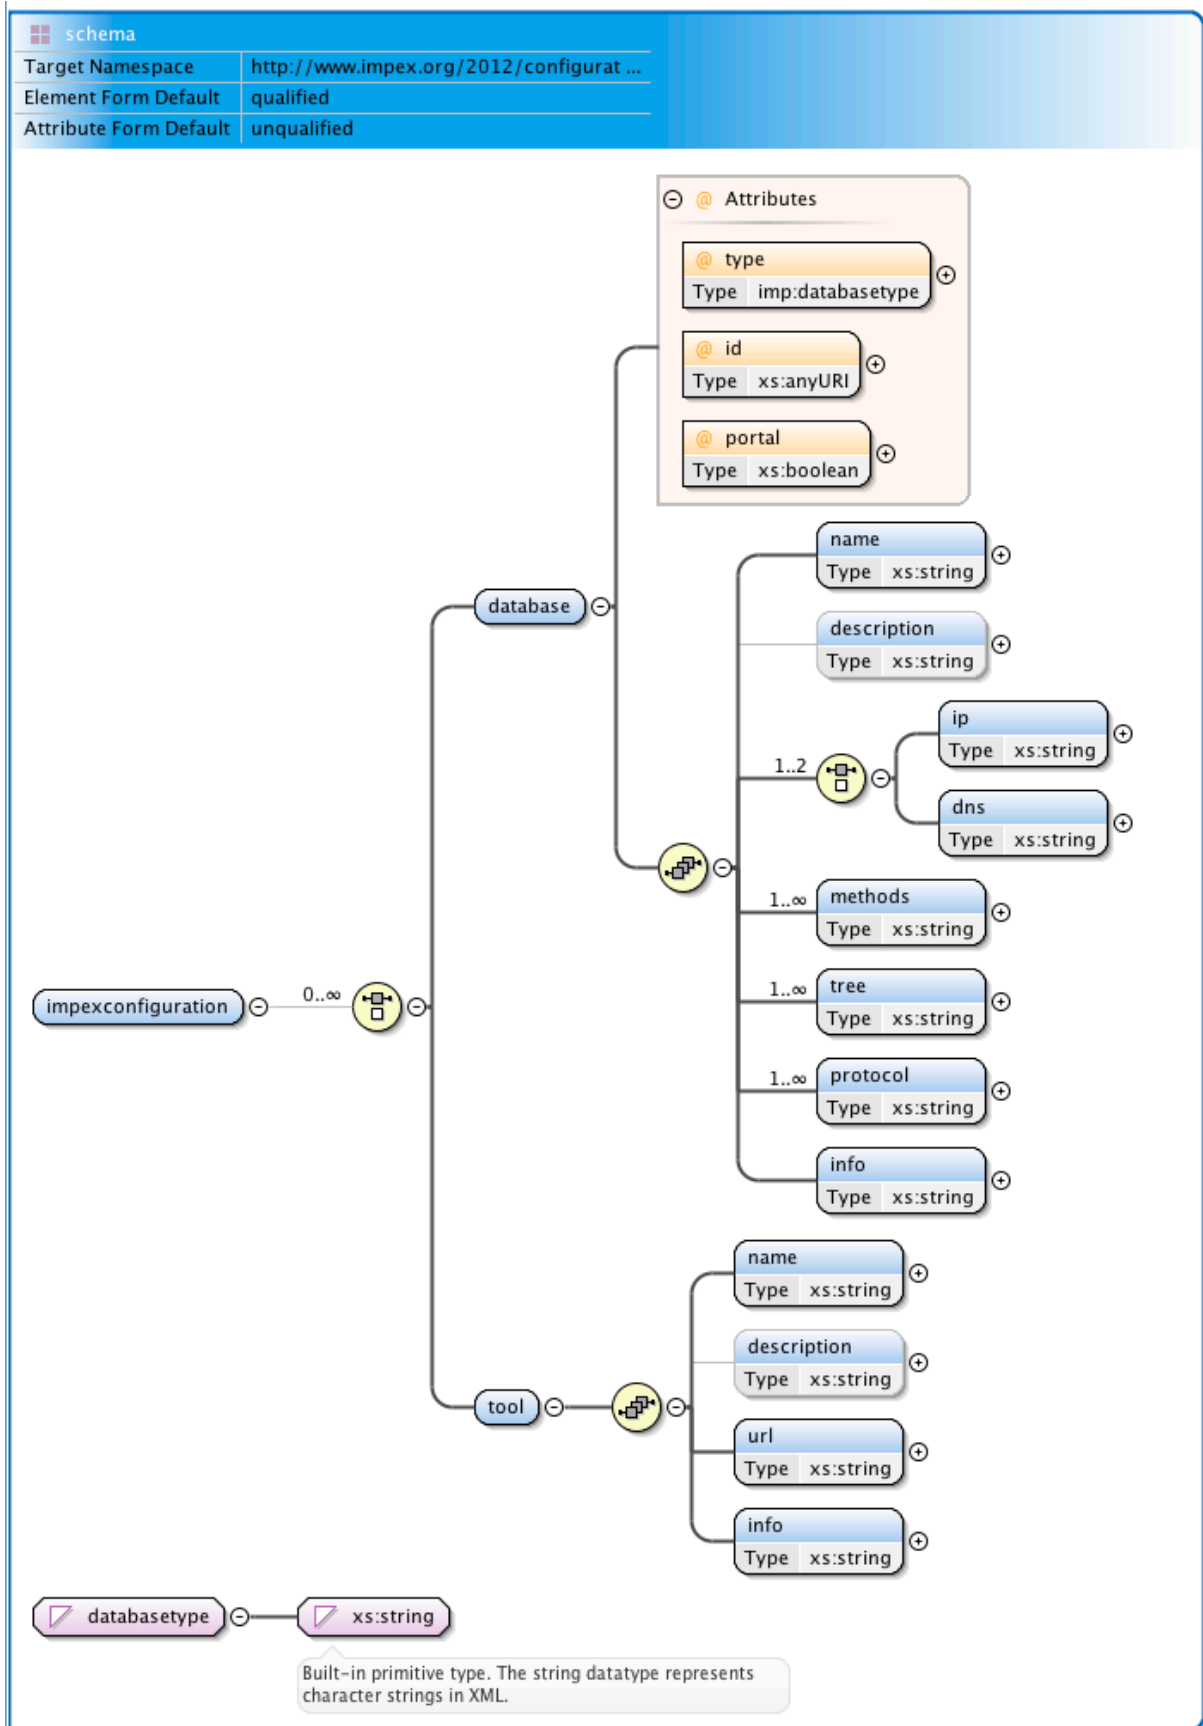 schema
Target Namespace http://www.impex.org/2012/configurat ...
Element Form Default qualified
Attribute Form Default unqualified
@ Attributes
@ type
Type imp:databasetype
@ id
Type xs:anyURI
@ portal
Type xs:boolean
name
Type xs:string
database
description
Type xs:string
ip
Type xs:string
1..2
dns
Type xs:string
1..∞ methods
Type xs:string
impexconfiguration
0..∞
1..∞ tree
Type xs:string
1..∞ protocol
Type xs:string
info
Type xs:string
name
Type xs:string
description
Type xs:string
tool
url
Type xs:string
info
Type xs:string
databasetype
xs:string
Built-in primitive type. The string datatype represents
character strings in XML.